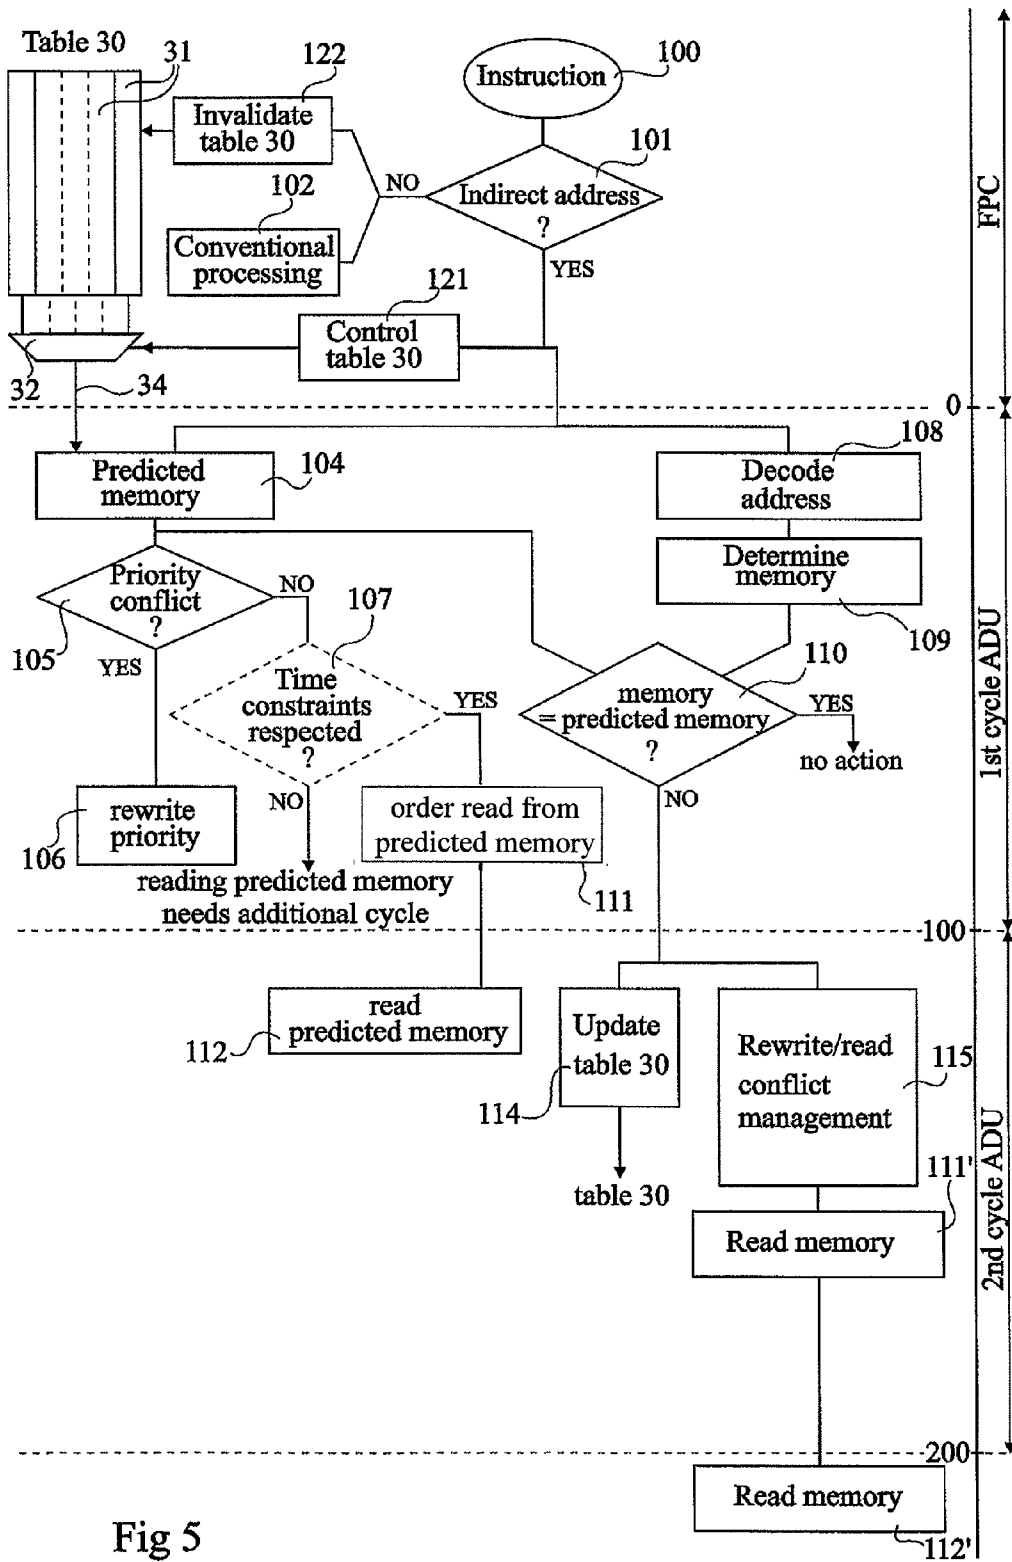 Table 30
31
122
Instruction
100
Invalidate
table 30
101
102
NO
Indirect address
?
FPC
Conventional
processing
YES
121
Control
table 30
32
34
0
108
Predicted
memory
104
Decode
address
Determine
memory
Priority
conflict
?
NO
107
109
105
YES
Time
constraints
respected
?
YES
110
memory
= predicted memory
?
YES
no action
1st cycle ADU
NO
NO
rewrite
priority
106
order read from
predicted memory
reading predicted memory
needs additional cycle
111
100
read
predicted memory
112
Update
table 30
114
Rewrite/read
conflict
management
115
table 30
111'
Read memory
2nd cycle ADU
200
Read memory
112'
Fig 5